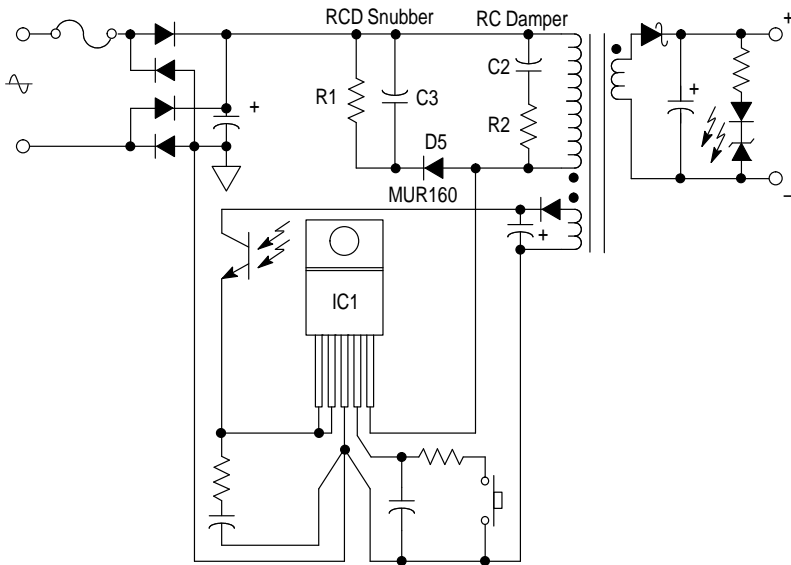 RCD Snubber
RC Damper
+
C2
R1
C3
+
+
R2
D5
MUR160
–
+
IC1